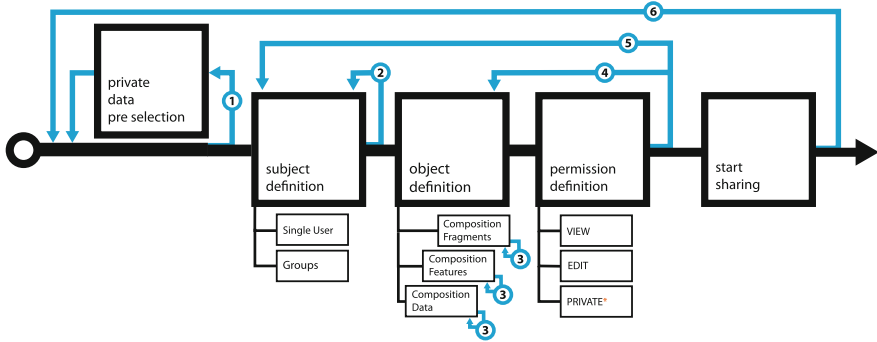 6
5
2
4
1
private
data
pre selection
subject
definition
object
definition
permission
definition
start
sharing
Single User
Groups
Composition
Fragments
3
Composition
Features
3
Composition
Data
3
VIEW
EDIT
PRIVATE*